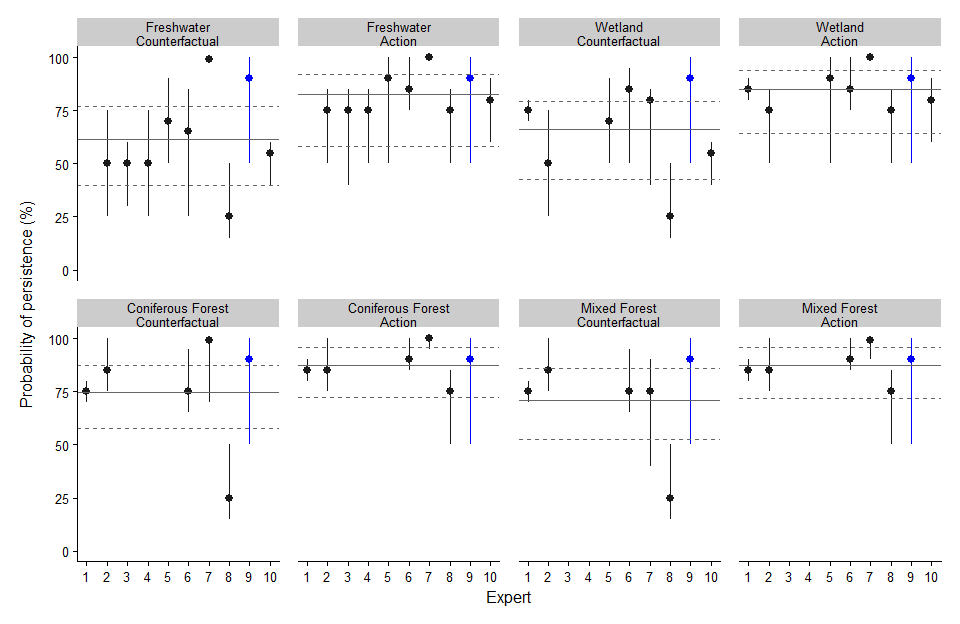 Freshwater
Counterfactual
Freshwater
Action
Wetland
Counterfactual
Wetland
Action
100
75
50
25
0
Coniferous Forest
Counterfactual
Coniferous Forest
Action
Mixed Forest
Counterfactual
Mixed Forest
Action
100
75
50
25
0
1 2 3 4 5 6 7 8 9 10
1 2 3 4 5 6 7 8 9 10
1 2 3 4 5 6 7 8 9 10
1 2 3 4 5 6 7 8 9 10
Expert
Probability of persistence (%)